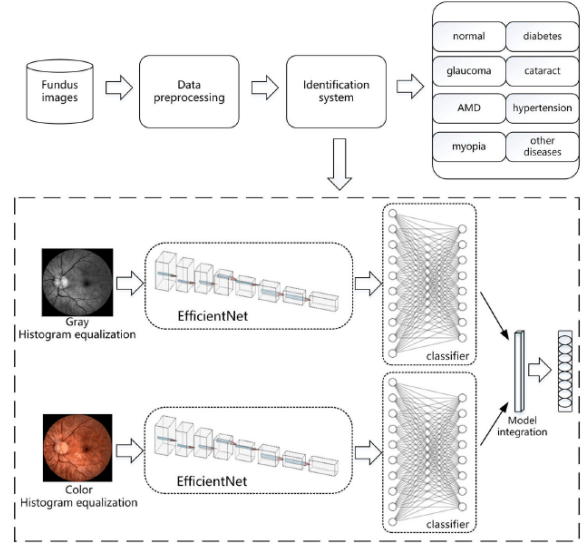 Fundus
images
Data
preprocessing
Identification
system
normal
diabetes
glaucoma
cataract
AMD
hypertension
myopia
other
diseases
Gray
Histogram equalization
EfficientNet
classifier
Model
integration
Color
Histogram equalization
EfficientNet
classifier